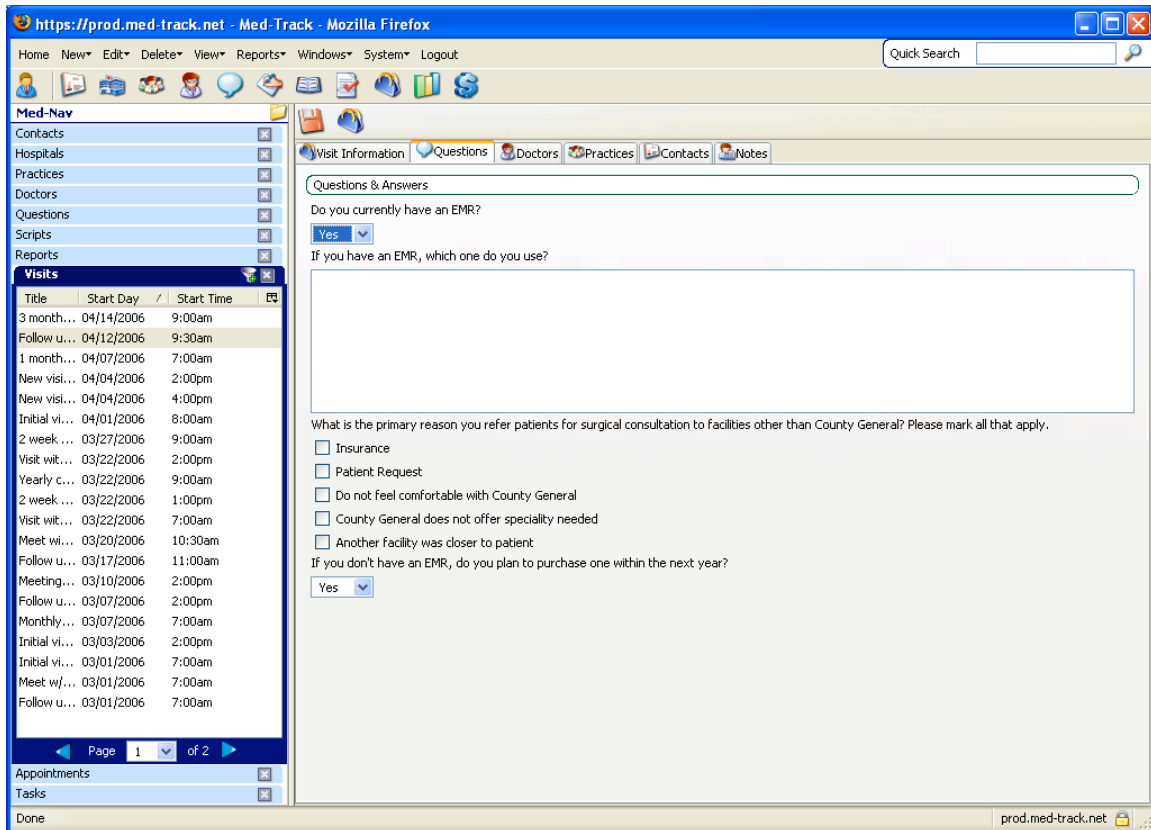 https://prod.med-track.net - Med-Track - Mozilla Firefox
Home New Edit Delete View Reports Windows System Logout
Quick Search
Med-Nav
Contacts
Hospitals
Practices
Doctors
Questions
Scripts
Reports
Visits
Title Start Day / Start Time
3 month... 04/14/2006 9:00am
Follow u... 04/12/2006 9:30am
1 month... 04/07/2006 7:00am
New visi... 04/04/2006 2:00pm
New visi... 04/04/2006 4:00pm
Initial vi... 04/01/2006 8:00am
2 week ... 03/27/2006 9:00am
Visit wit... 03/22/2006 2:00pm
Yearly c... 03/22/2006 9:00am
2 week ... 03/22/2006 1:00pm
Visit wit... 03/22/2006 7:00am
Meet wi... 03/20/2006 10:30am
Follow u... 03/17/2006 11:00am
Meeting... 03/10/2006 2:00pm
Follow u... 03/07/2006 2:00pm
Monthly... 03/07/2006 7:00am
Initial vi... 03/03/2006 2:00pm
Initial vi... 03/01/2006 7:00am
Meet w/... 03/01/2006 7:00am
Follow u... 03/01/2006 7:00am
Page 1 of 2
Appointments
Tasks
Visit Information Questions Doctors Practices Contacts Notes
Questions & Answers
Do you currently have an EMR?
Yes
If you have an EMR, which one do you use?
What is the primary reason you refer patients for surgical consultation to facilities other than County General? Please mark all that apply.
Insurance
Patient Request
Do not feel comfortable with County General
County General does not offer speciality needed
Another facility was closer to patient
If you don't have an EMR, do you plan to purchase one within the next year?
Yes
Done
prod.med-track.net